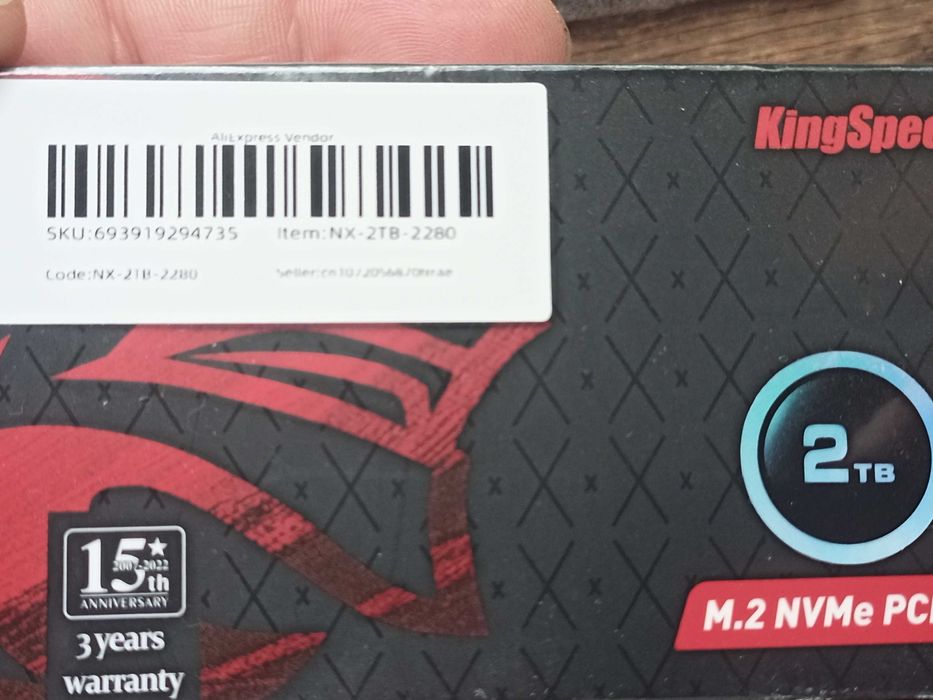 AliExpress Vendor
SKU:693919294735 Item:NX-2TB-2280
Code:NX-2TB-2280
KingSpec
2TB
M.2 NVMe
15th
2007-2022
ANNIVERSARY
3 years
warranty